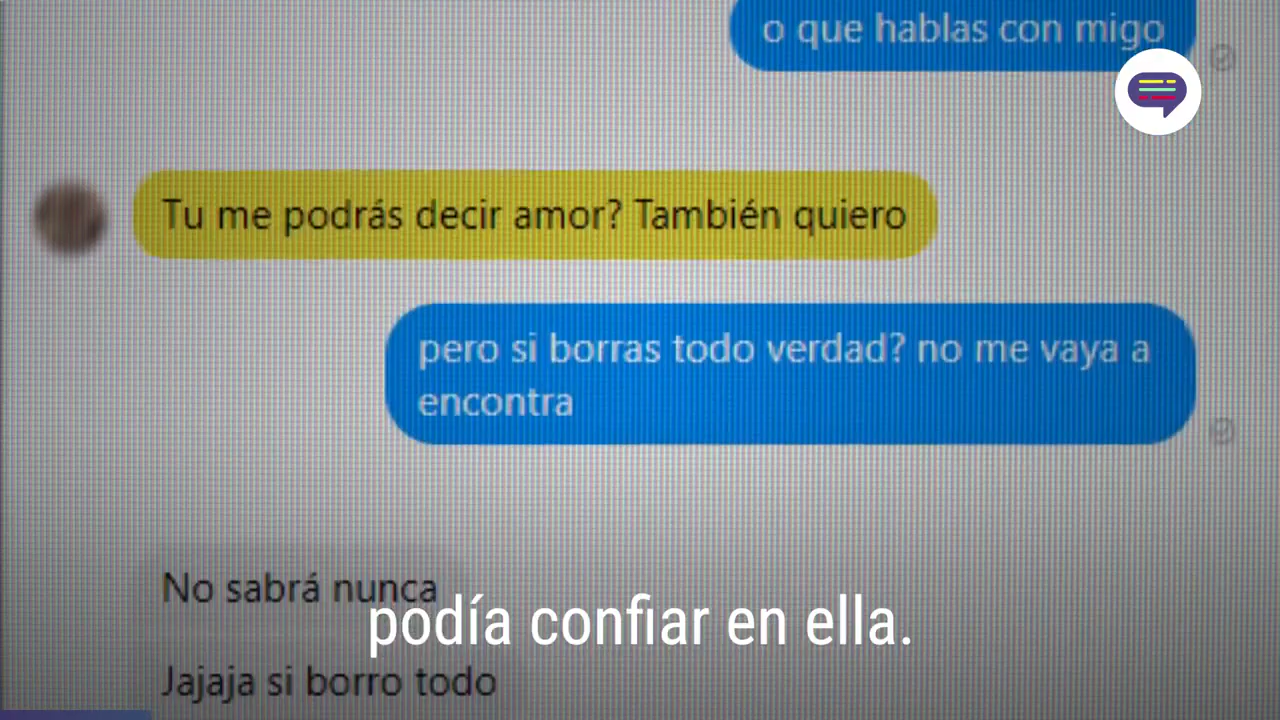 o que hablas con migo
Tu me podrás decir amor? También quiero
pero si borras todo verdad? no me vaya a
encontra
No sabrá nunca
podía confiar en ella.
Jajaja si borro todo